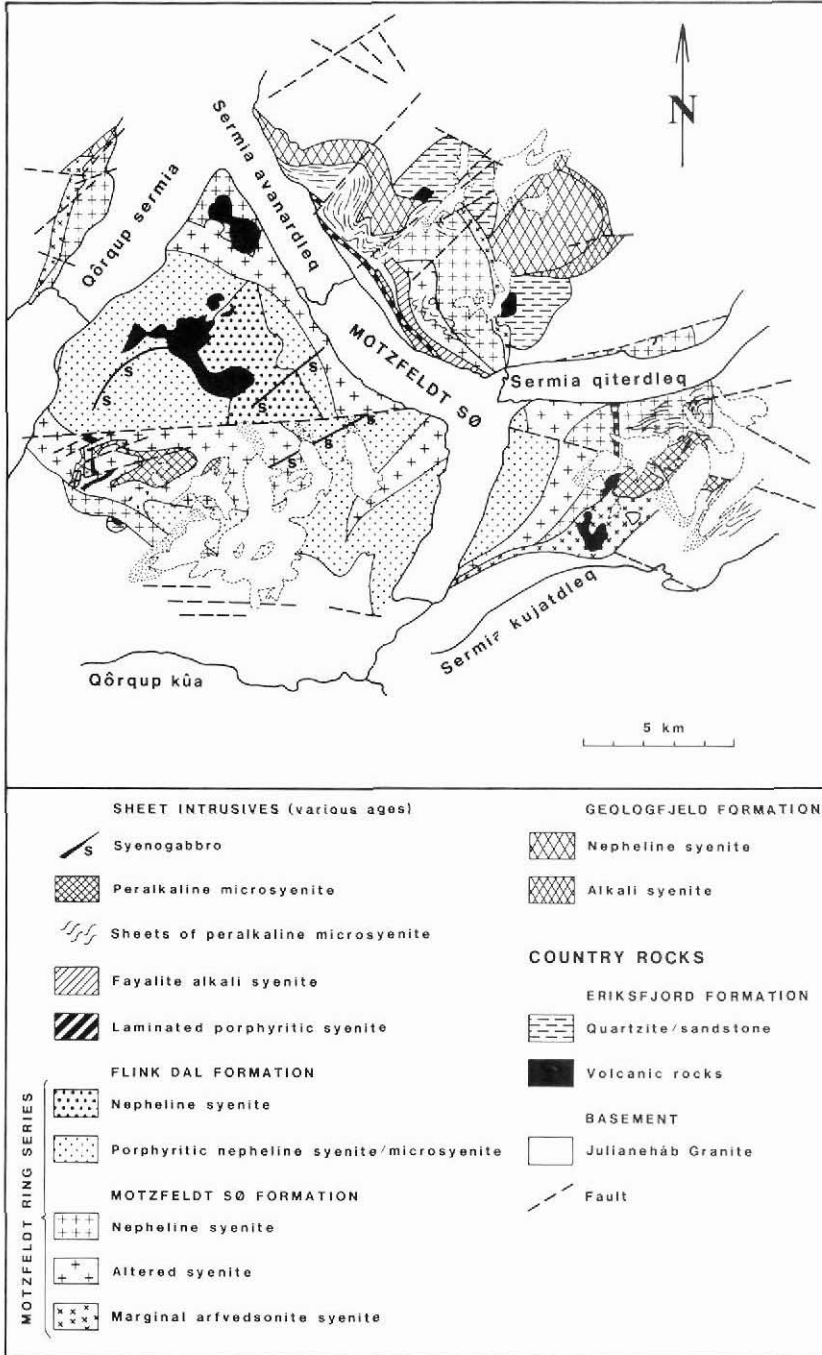 N
Sermia avanardleq
Qôrqup sermia
MOTZFELDT SØ
Sermia qiterdleq
S
S
S
S
S
S
Sermia kujatdleq
Qôrqup kûa
5 km
SHEET INTRUSIVES (various ages)
S
Syenogabbro
Peralkaline microsyenite
Sheets of peralkaline microsyenite
Fayalite alkali syenite
Laminated porphyritic syenite
MOTZFELDT RING SERIES
FLINK DAL FORMATION
Nepheline syenite
Porphyritic nepheline syenite/microsyenite
MOTZFELDT SØ FORMATION
Nepheline syenite
Altered syenite
Marginal arfvedsonite syenite
GEOLOGFJELD FORMATION
Nepheline syenite
Alkali syenite
COUNTRY ROCKS
ERIKSFJORD FORMATION
Quartzite/sandstone
Volcanic rocks
BASEMENT
Julianeháb Granite
Fault